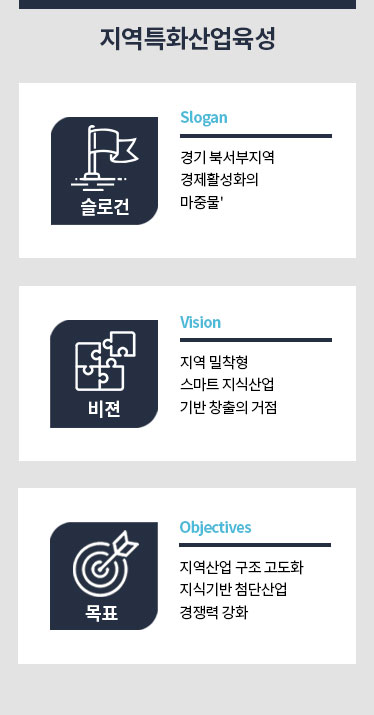 지역특화산업육성
슬로건
Slogan
경기 북서부지역
경제활성화의
마중물'
비젼
Vision
지역 밀착형
스마트 지식산업
기반 창출의 거점
목표
Objectives
지역산업 구조 고도화
지식기반 첨단산업
경쟁력 강화